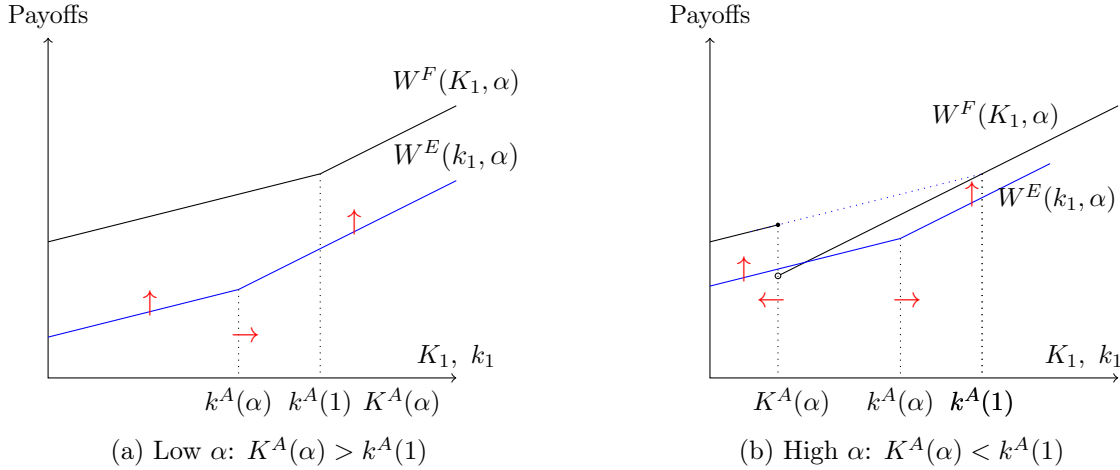 Payoffs
W^F(K_1, α)
W^E(k_1, α)
K_1, k_1
k^A(α) k^A(1) K^A(α)
(a) Low α: K^A(α) > k^A(1)
Payoffs
W^F(K_1, α)
W^E(k_1, α)
K_1, k_1
K^A(α) k^A(α) k^A(1)
(b) High α: K^A(α) < k^A(1)